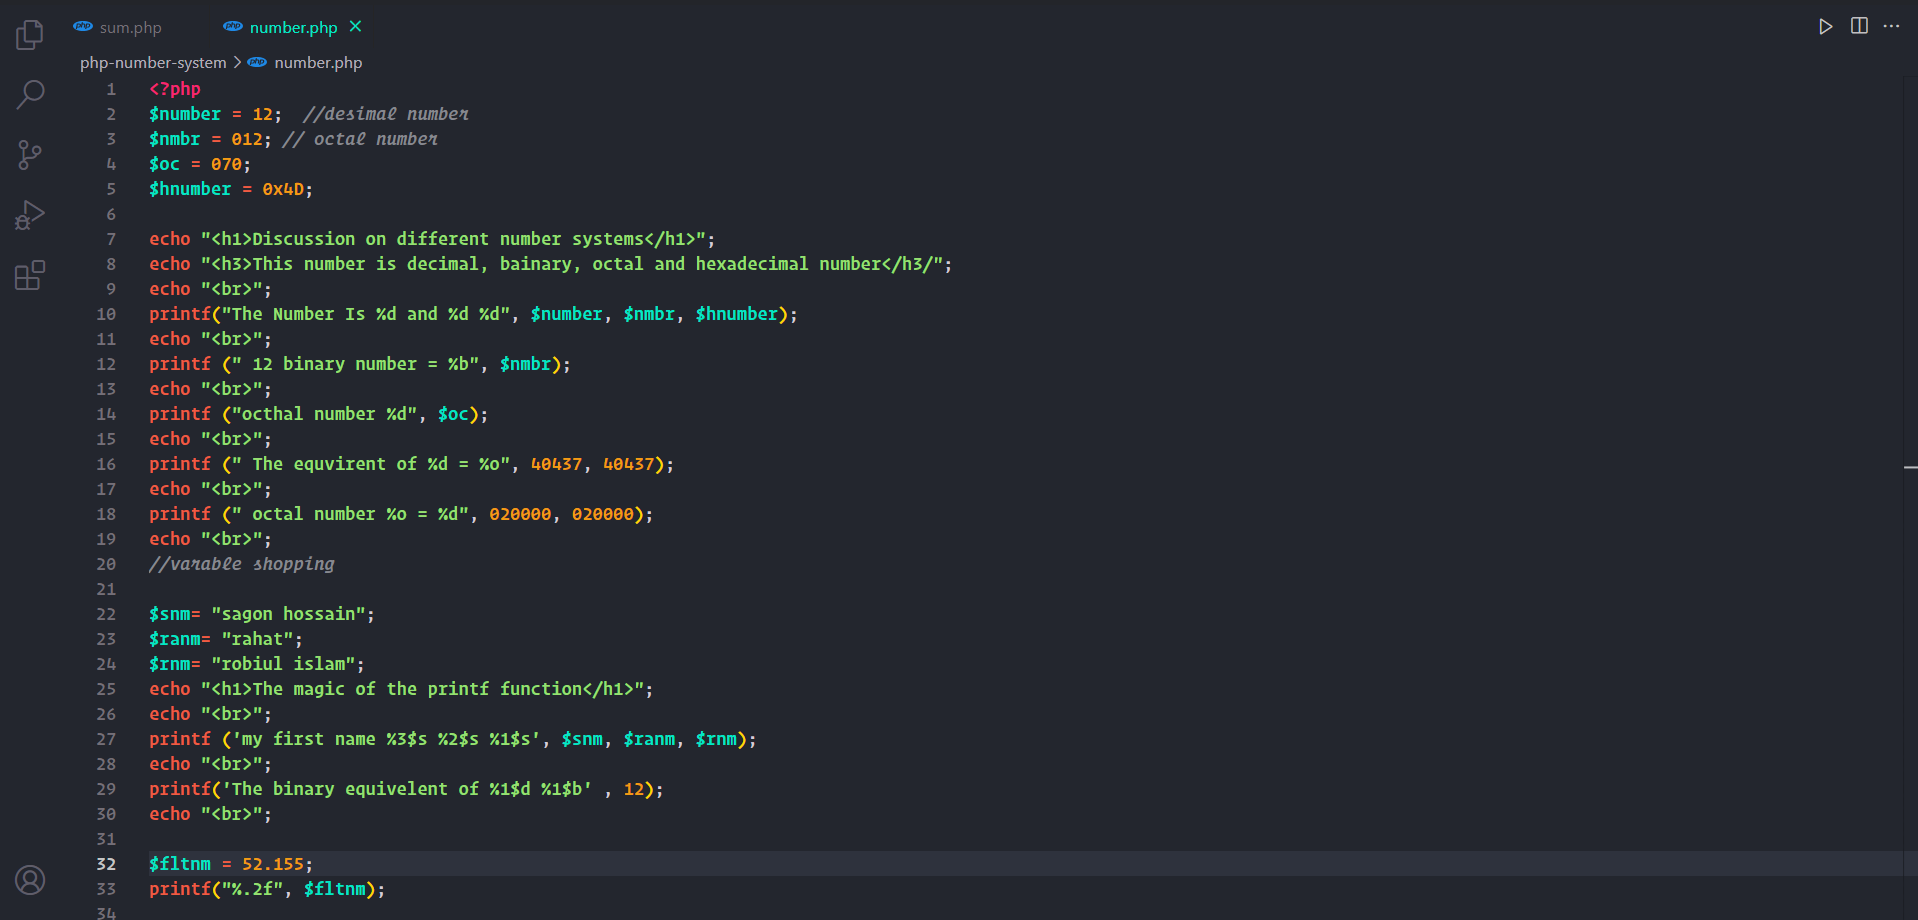 php sum.php php number.php
php-number-system > php number.php
1 <?php
2 $number = 12;  //desimal number
3 $nmbr = 012; // octal number
4 $oc = 070;
5 $hnumber = 0x4D;
6
7 echo "<h1>Discussion on different number systems</h1>";
8 echo "<h3>This number is decimal, bainary, octal and hexadecimal number</h3/";
9 echo "<br>";
10 printf("The Number Is %d and %d %d", $number, $nmbr, $hnumber);
11 echo "<br>";
12 printf (" 12 binary number = %b", $nmbr);
13 echo "<br>";
14 printf ("octhal number %d", $oc);
15 echo "<br>";
16 printf (" The equvirent of %d = %o", 40437, 40437);
17 echo "<br>";
18 printf (" octal number %o = %d", 020000, 020000);
19 echo "<br>";
20 //varable shopping
21
22 $snm= "sagon hossain";
23 $ranm= "rahat";
24 $rnm= "robiul islam";
25 echo "<h1>The magic of the printf function</h1>";
26 echo "<br>";
27 printf ('my first name %3$s %2$s %1$s', $snm, $ranm, $rnm);
28 echo "<br>";
29 printf('The binary equivelent of %1$d %1$b' , 12);
30 echo "<br>";
31
32 $fltnm = 52.155;
33 printf("%.2f", $fltnm);
34